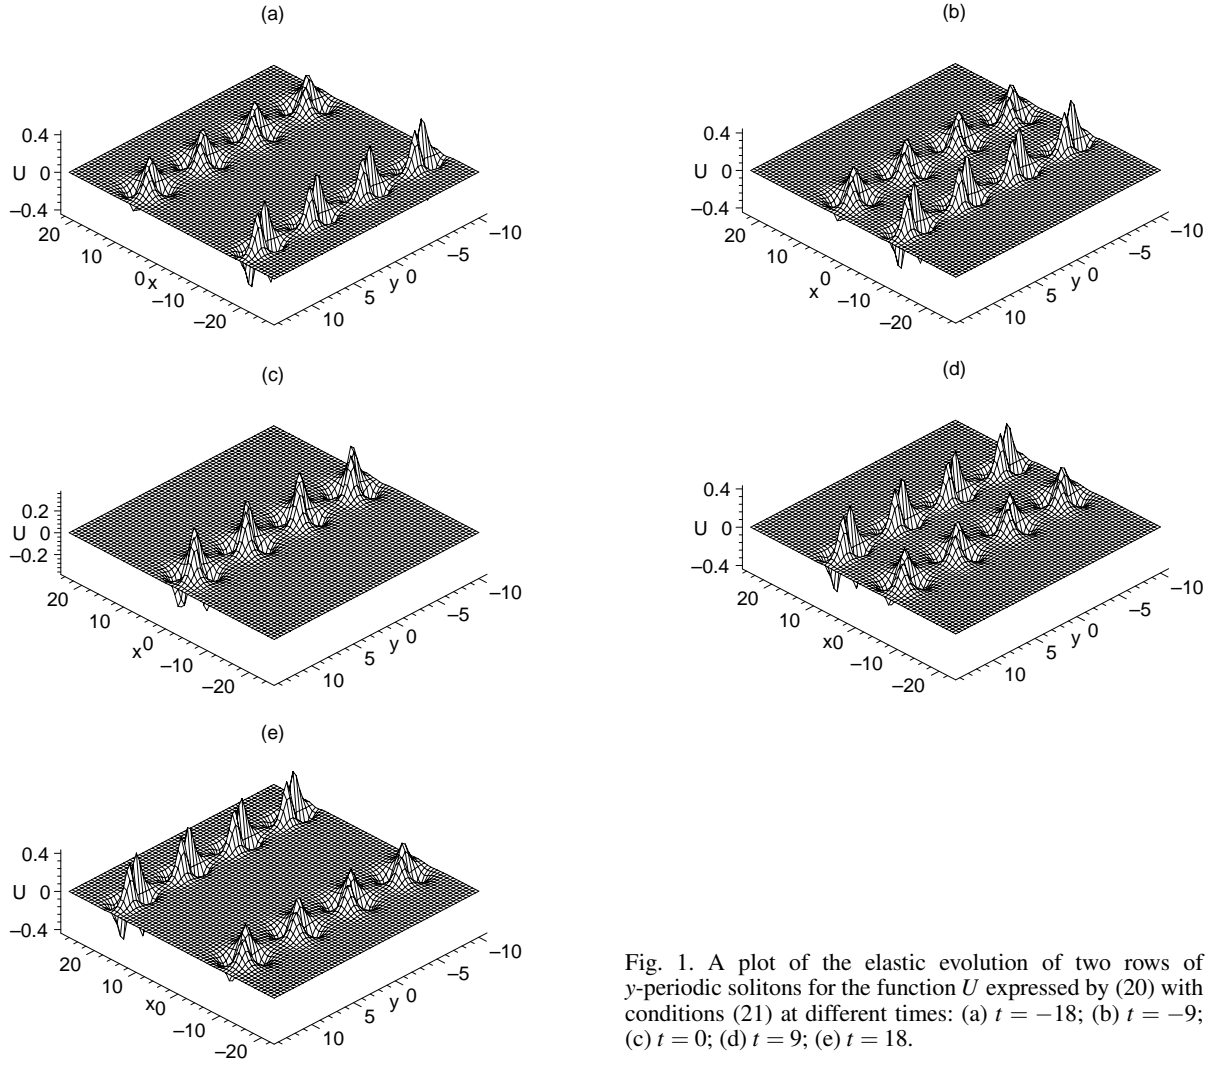 (a)
0.4
U 0
−0.4
20
10
0
x
−10
−20
10
5
y 0
−5
−10
(b)
0.4
U 0
−0.4
20
10
0
x
−10
−20
10
5
y 0
−5
−10
(c)
0.2
U 0
−0.2
20
10
0
x
−10
−20
10
5
y 0
−5
−10
(d)
0.4
U 0
−0.4
20
10
x0
−10
−20
10
5
y 0
−5
−10
(e)
0.4
U 0
−0.4
20
10
x0
−10
−20
10
5
y 0
−5
−10
Fig. 1. A plot of the elastic evolution of two rows of
y-periodic solitons for the function U expressed by (20) with
conditions (21) at different times: (a) t = −18; (b) t = −9;
(c) t = 0; (d) t = 9; (e) t = 18.